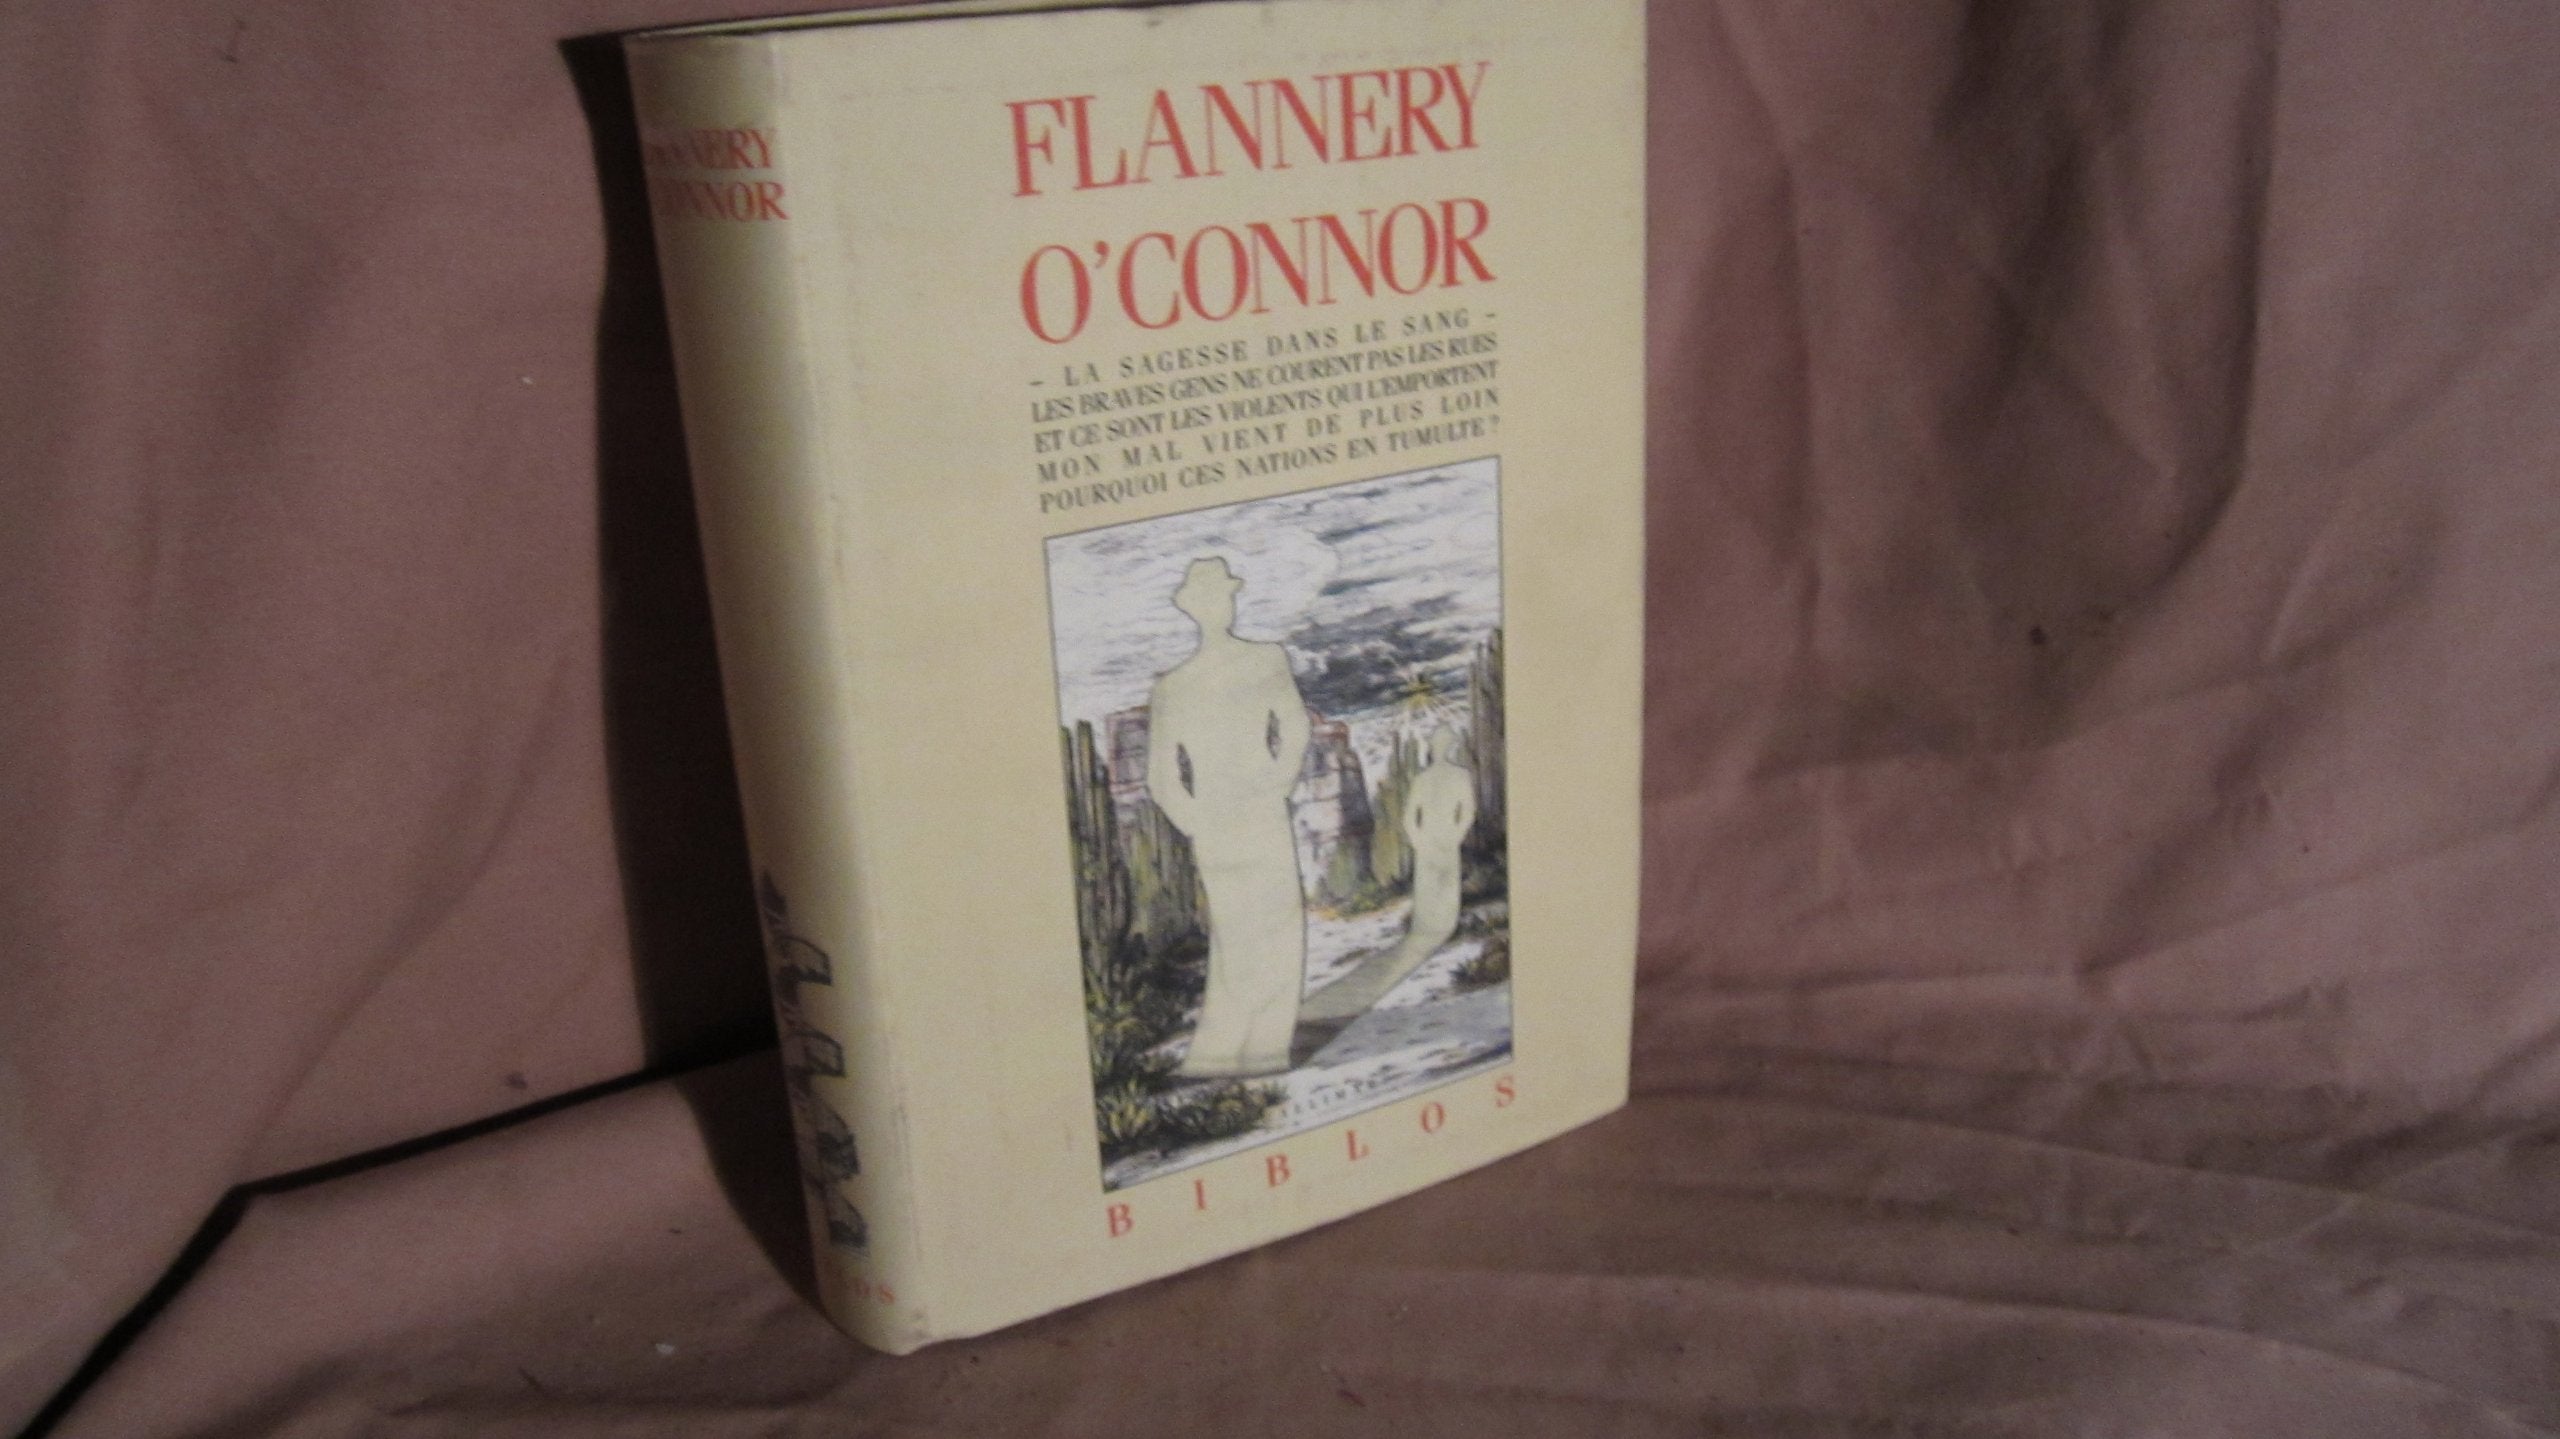 FLANNERY
O'CONNOR
– LA SAGESSE DANS LE SANG –
LES BRAVES GENS NE COURENT PAS LES RUES
ET CE SONT LES VIOLENTS QUI L'EMPORTENT
MON MAL VIENT DE PLUS LOIN
POURQUOI CES NATIONS EN TUMULTE ?
BIBLOS